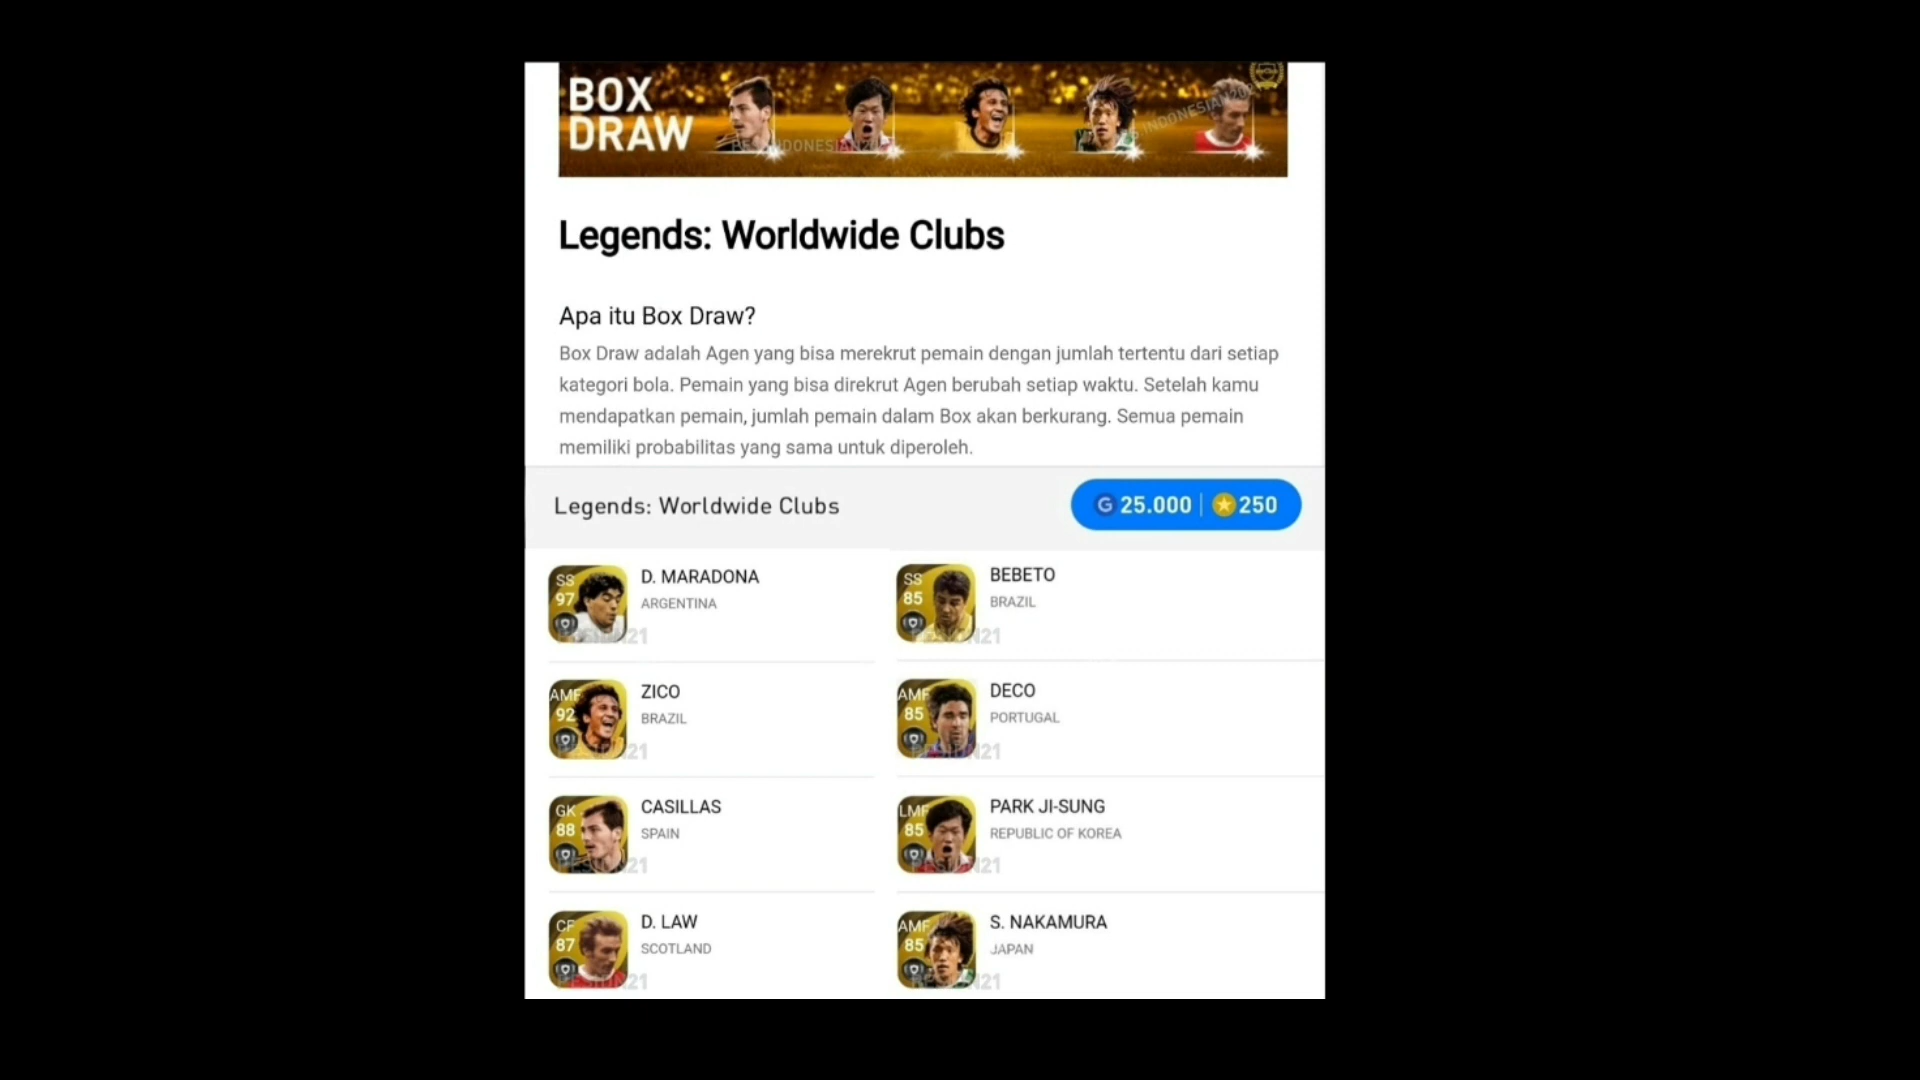 BOX
DRAW
Legends: Worldwide Clubs
Apa itu Box Draw?
Box Draw adalah Agen yang bisa merekrut pemain dengan jumlah tertentu dari setiap
kategori bola. Pemain yang bisa direkrut Agen berubah setiap waktu. Setelah kamu
mendapatkan pemain, jumlah pemain dalam Box akan berkurang. Semua pemain
memiliki probabilitas yang sama untuk diperoleh.
Legends: Worldwide Clubs
G 25.000 | 250
SS
97
D. MARADONA
ARGENTINA
SS
85
BEBETO
BRAZIL
AMF
92
ZICO
BRAZIL
AMF
85
DECO
PORTUGAL
GK
88
CASILLAS
SPAIN
LMF
85
PARK JI-SUNG
REPUBLIC OF KOREA
CF
87
D. LAW
SCOTLAND
AMF
85
S. NAKAMURA
JAPAN